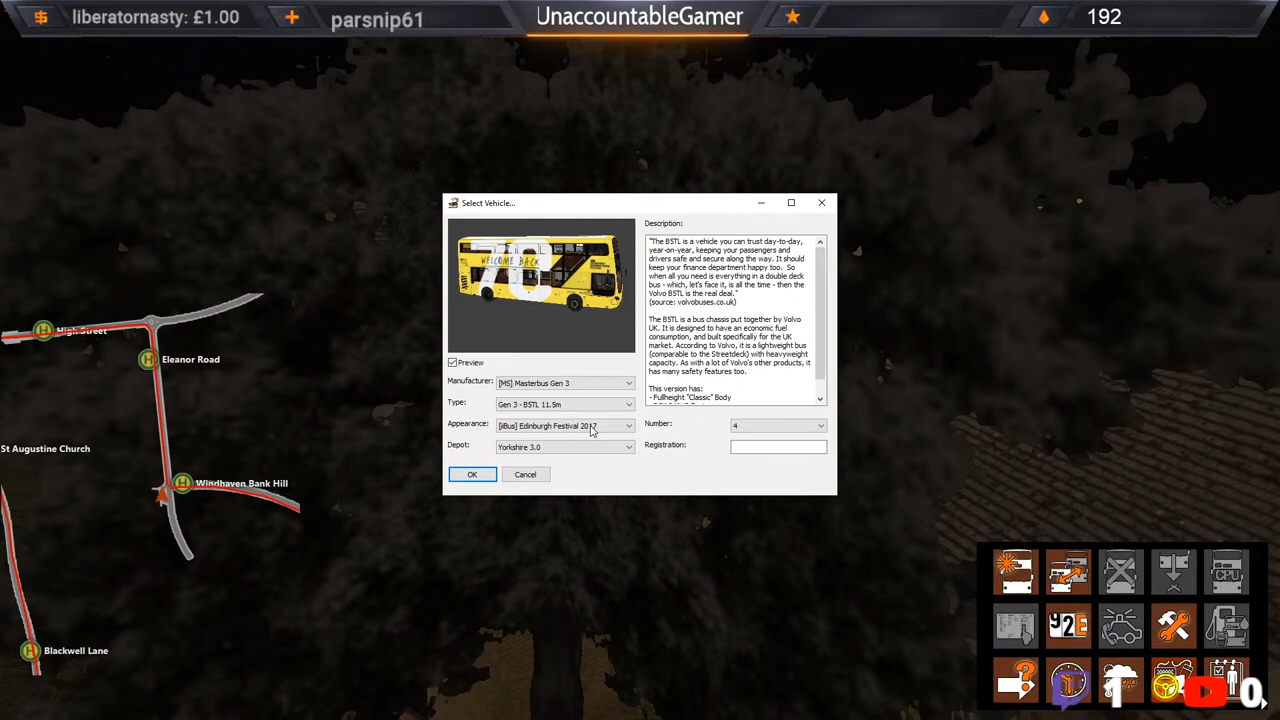 liberatornasty: £1.00
parsnip61
UnaccountableGamer
192
Select Vehicle...
WELCOME BACK
Preview
Manufacturer:
[MS] Masterbus Gen 3
Type:
Gen 3 - B5TL 11.5m
Appearance:
[iiBus] Edinburgh Festival 2017
Depot:
Yorkshire 3.0
OK
Cancel
Description:
"The B5TL is a vehicle you can trust day-to-day,
year-on-year, keeping your passengers and
drivers safe and secure along the way. It should
keep your finance department happy too. So
when all you need is everything in a double deck
bus - which, let's face it, is all the time - then the
Volvo B5TL is the real deal."
(source: volvobuses.co.uk)
The B5TL is a bus chassis put together by Volvo
UK. It is designed to have an economic fuel
consumption, and built specifically for the UK
market. According to Volvo, it is a lightweight bus
(comparable to the Streetdeck) with heavyweight
capacity. As with a lot of Volvo's other products, it
has many safety features too.
This version has:
- Fullheight "Classic" Body
Number:
4
Registration:
High Street
Eleanor Road
St Augustine Church
Windhaven Bank Hill
Blackwell Lane
CPU
92E
1
0